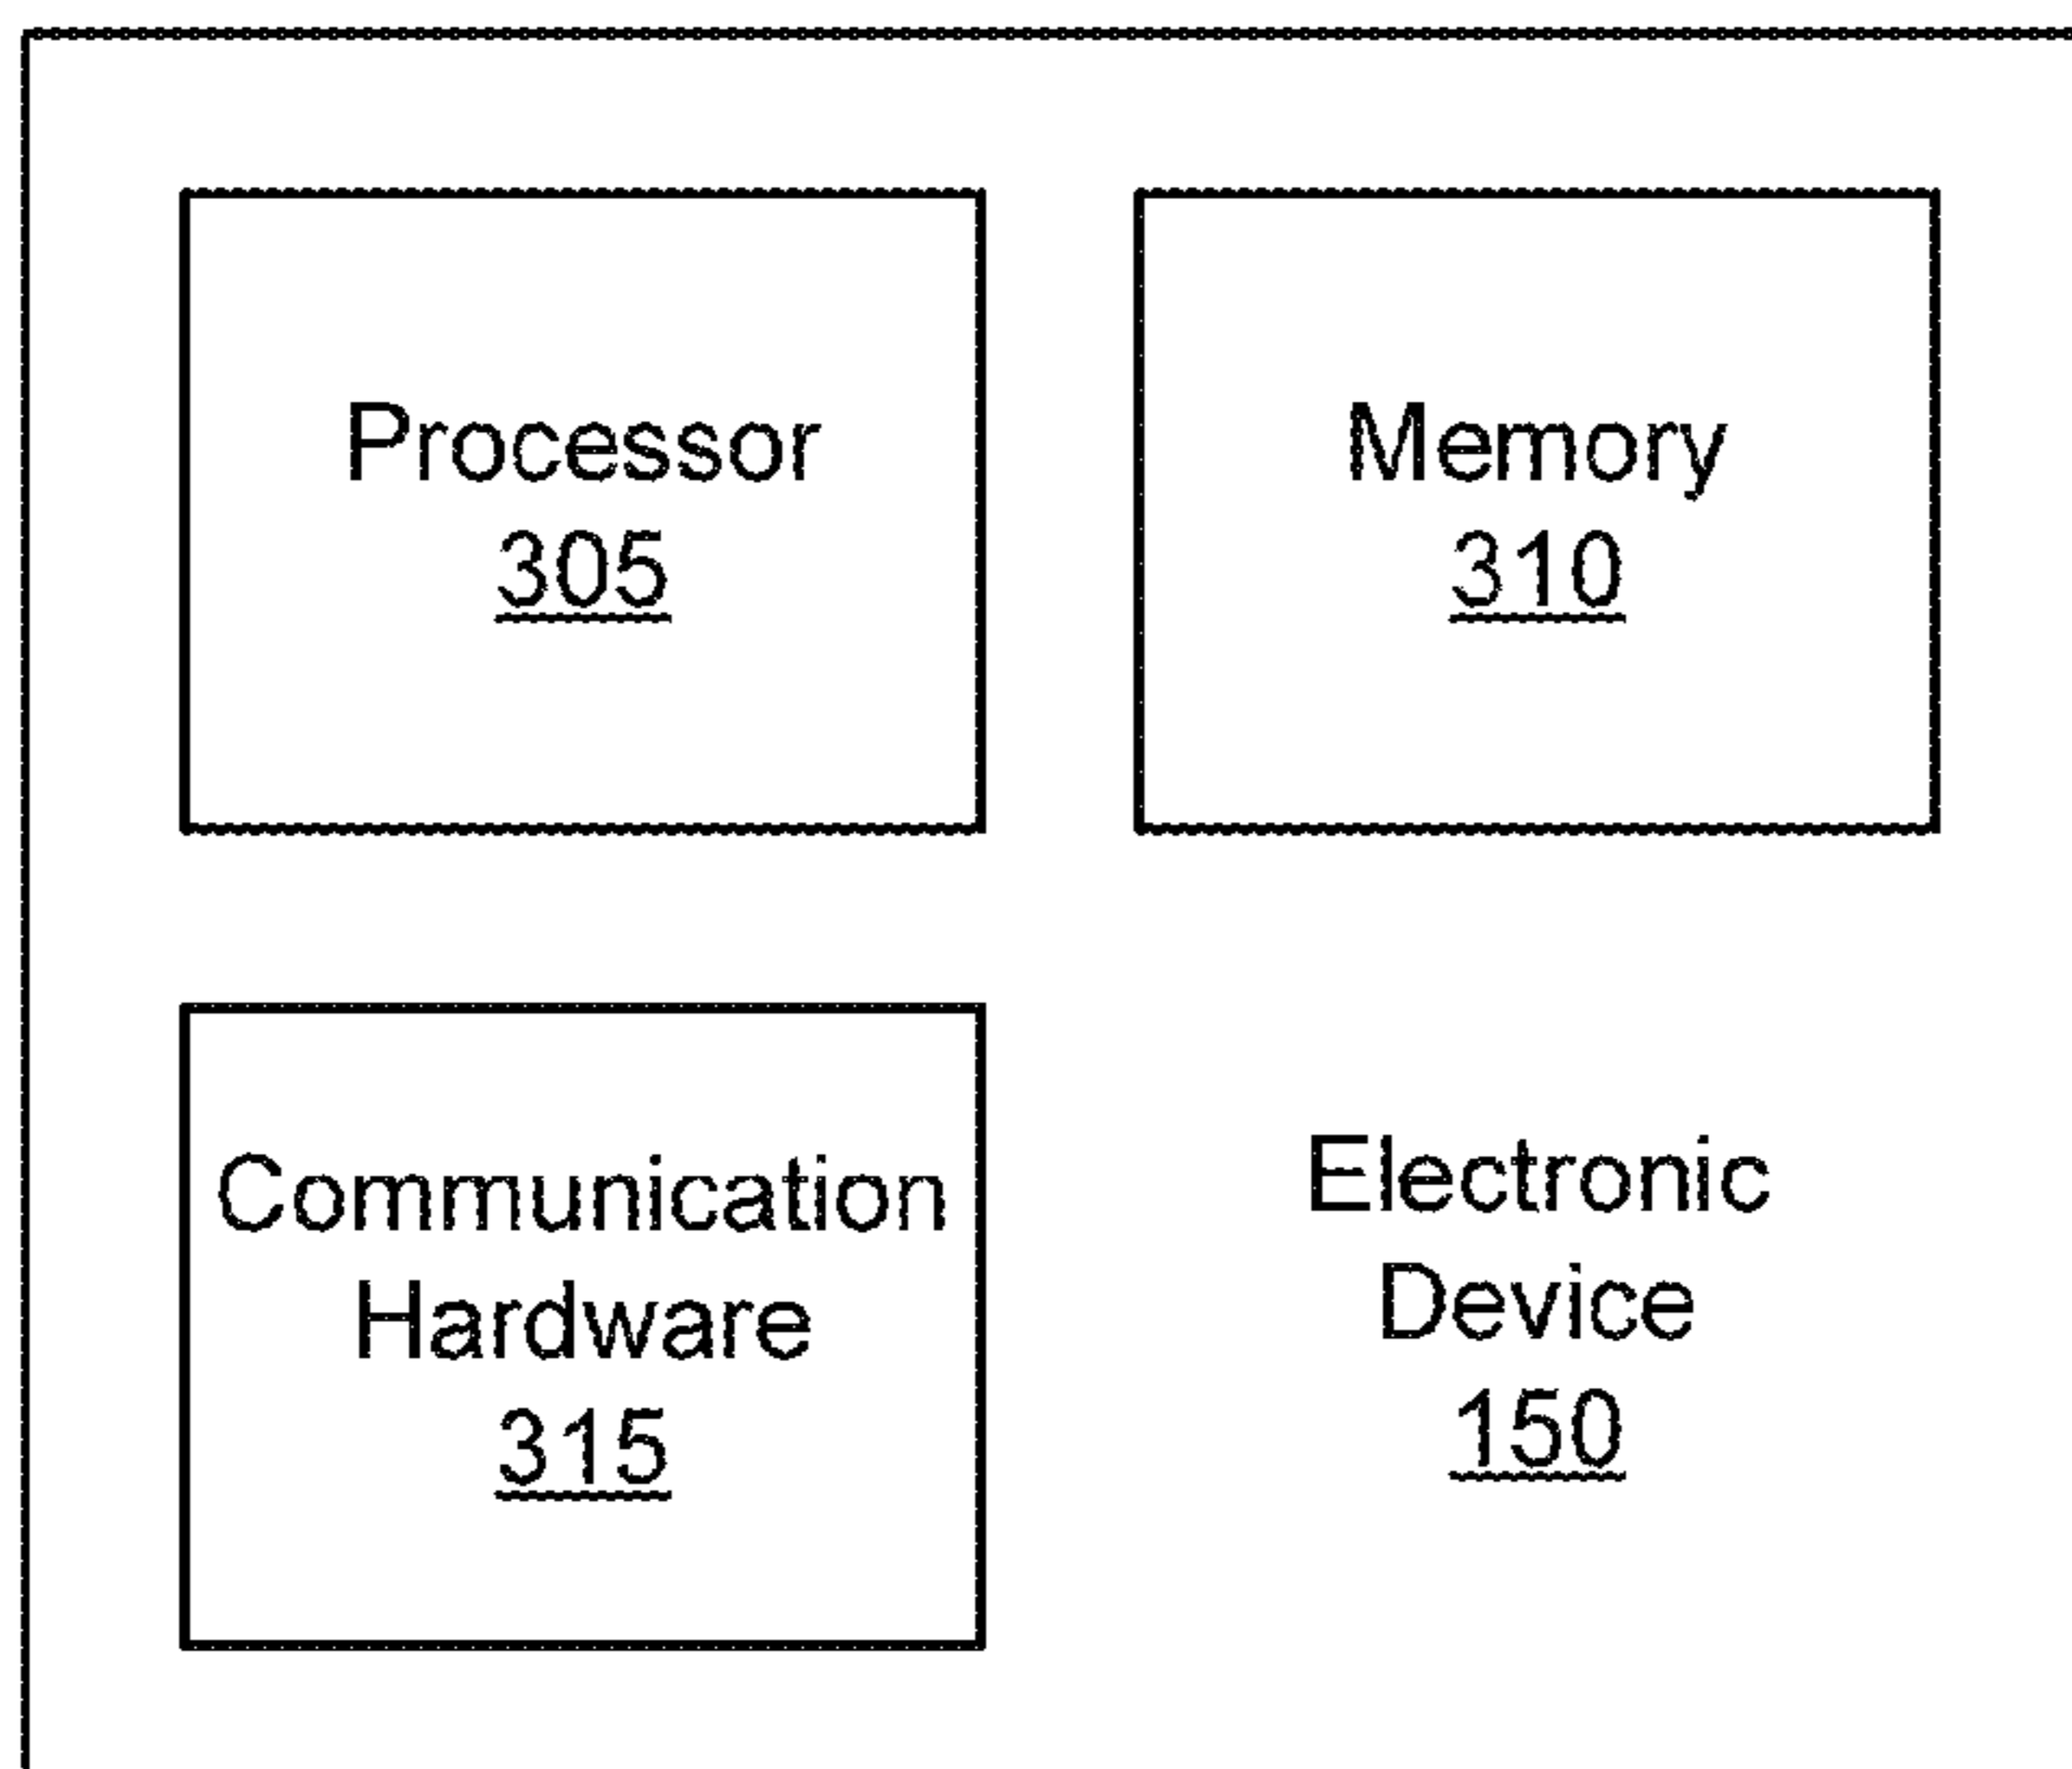 Processor
305
Memory
310
Communication
Hardware
315
Electronic
Device
150